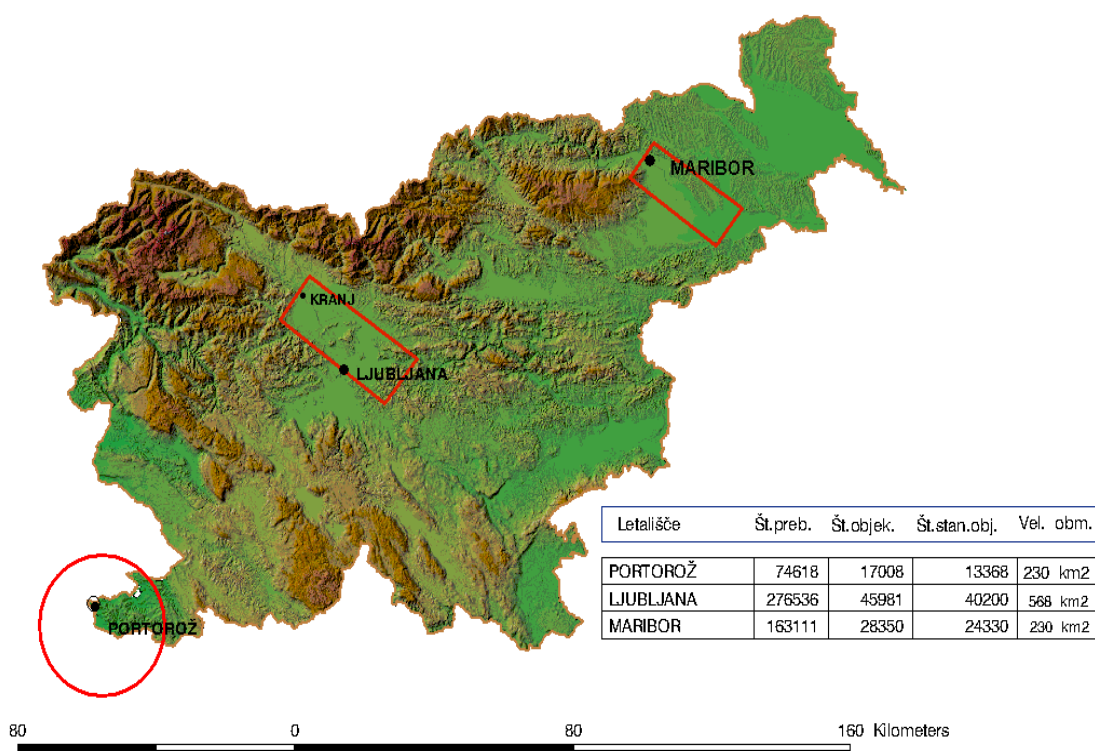 MARIBOR
KRANJ
LJUBLJANA
PORTOROŽ
Letališče Št.preb. Št.objek. Št.stan.obj. Vel. obm.
PORTOROŽ 74618 17008 13368 230 km2
LJUBLJANA 276536 45981 40200 568 km2
MARIBOR 163111 28350 24330 230 km2
80 0 80 160 Kilometers